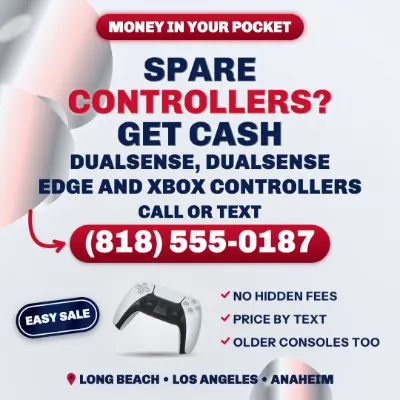 MONEY IN YOUR POCKET
SPARE
CONTROLLERS?
GET CASH
DUALSENSE, DUALSENSE
EDGE AND XBOX CONTROLLERS
CALL OR TEXT
(818) 555-0187
EASY SALE
NO HIDDEN FEES
PRICE BY TEXT
OLDER CONSOLES TOO
LONG BEACH • LOS ANGELES • ANAHEIM